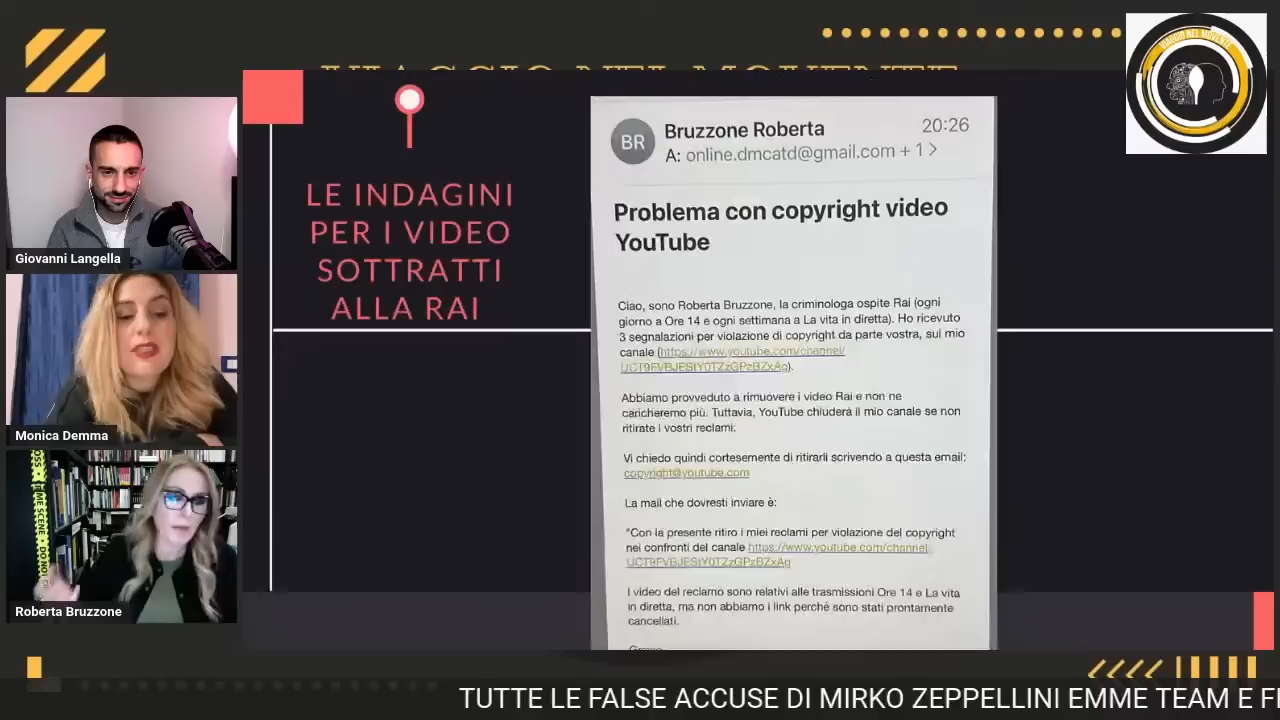 VIAGGIO NEL MOVENTE
VIAGGIO NEL MOVENTE
LE INDAGINI
PER I VIDEO
SOTTRATTI
ALLA RAI
BR
Bruzzone Roberta
20:26
A: online.dmcatd@gmail.com + 1 >
Problema con copyright video
YouTube
Ciao, sono Roberta Bruzzone, la criminologa ospite Rai (ogni
giorno a Ore 14 e ogni settimana a La vita in diretta). Ho ricevuto
3 segnalazioni per violazione di copyright da parte vostra, sul mio
canale (https://www.youtube.com/channel/
Abbiamo provveduto a rimuovere i video Rai e non ne
caricheremo più. Tuttavia, YouTube chiuderà il mio canale se non
ritirate i vostri reclami.
Vi chiedo quindi cortesemente di ritirarli scrivendo a questa email:
copyright@youtube.com
La mail che dovresti inviare è:
"Con la presente ritiro i miei reclami per violazione del copyright
nei confronti del canale https://www.youtube.com/channel
I video del reclamo sono relativi alle trasmissioni Ore 14 e La vita
in diretta, ma non abbiamo i link perché sono stati prontamente
cancellati.
Giovanni Langella
Monica Demma
Roberta Bruzzone
TUTTE LE FALSE ACCUSE DI MIRKO ZEPPELLINI EMME TEAM E F